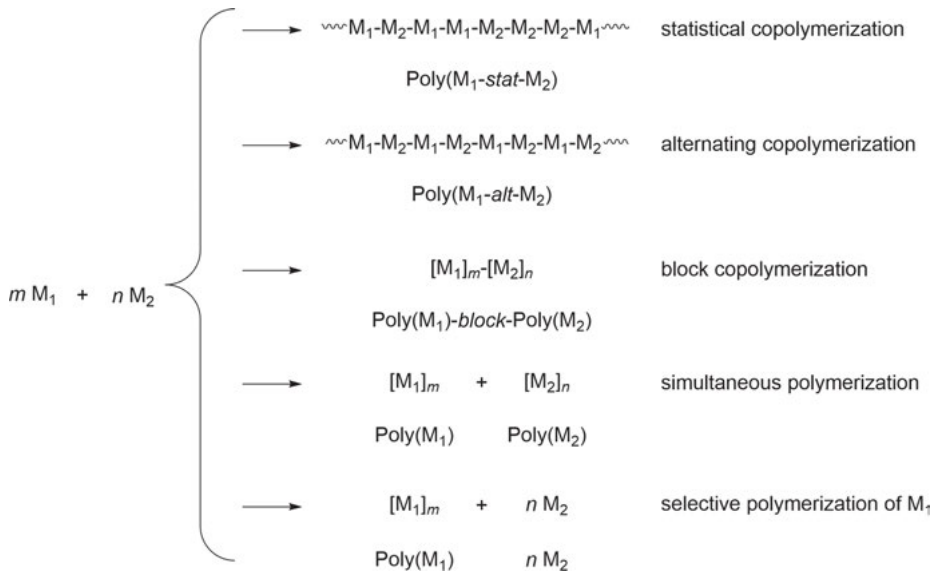 M₁-M₂-M₁-M₁-M₂-M₂-M₂-M₁ statistical copolymerization
Poly(M₁-stat-M₂)
M₁-M₂-M₁-M₂-M₁-M₂-M₁-M₂ alternating copolymerization
Poly(M₁-alt-M₂)
[M₁]ₘ-[M₂]ₙ block copolymerization
m M₁ + n M₂
Poly(M₁)-block-Poly(M₂)
[M₁]ₘ + [M₂]ₙ simultaneous polymerization
Poly(M₁) Poly(M₂)
[M₁]ₘ + n M₂ selective polymerization of M₁
Poly(M₁) n M₂